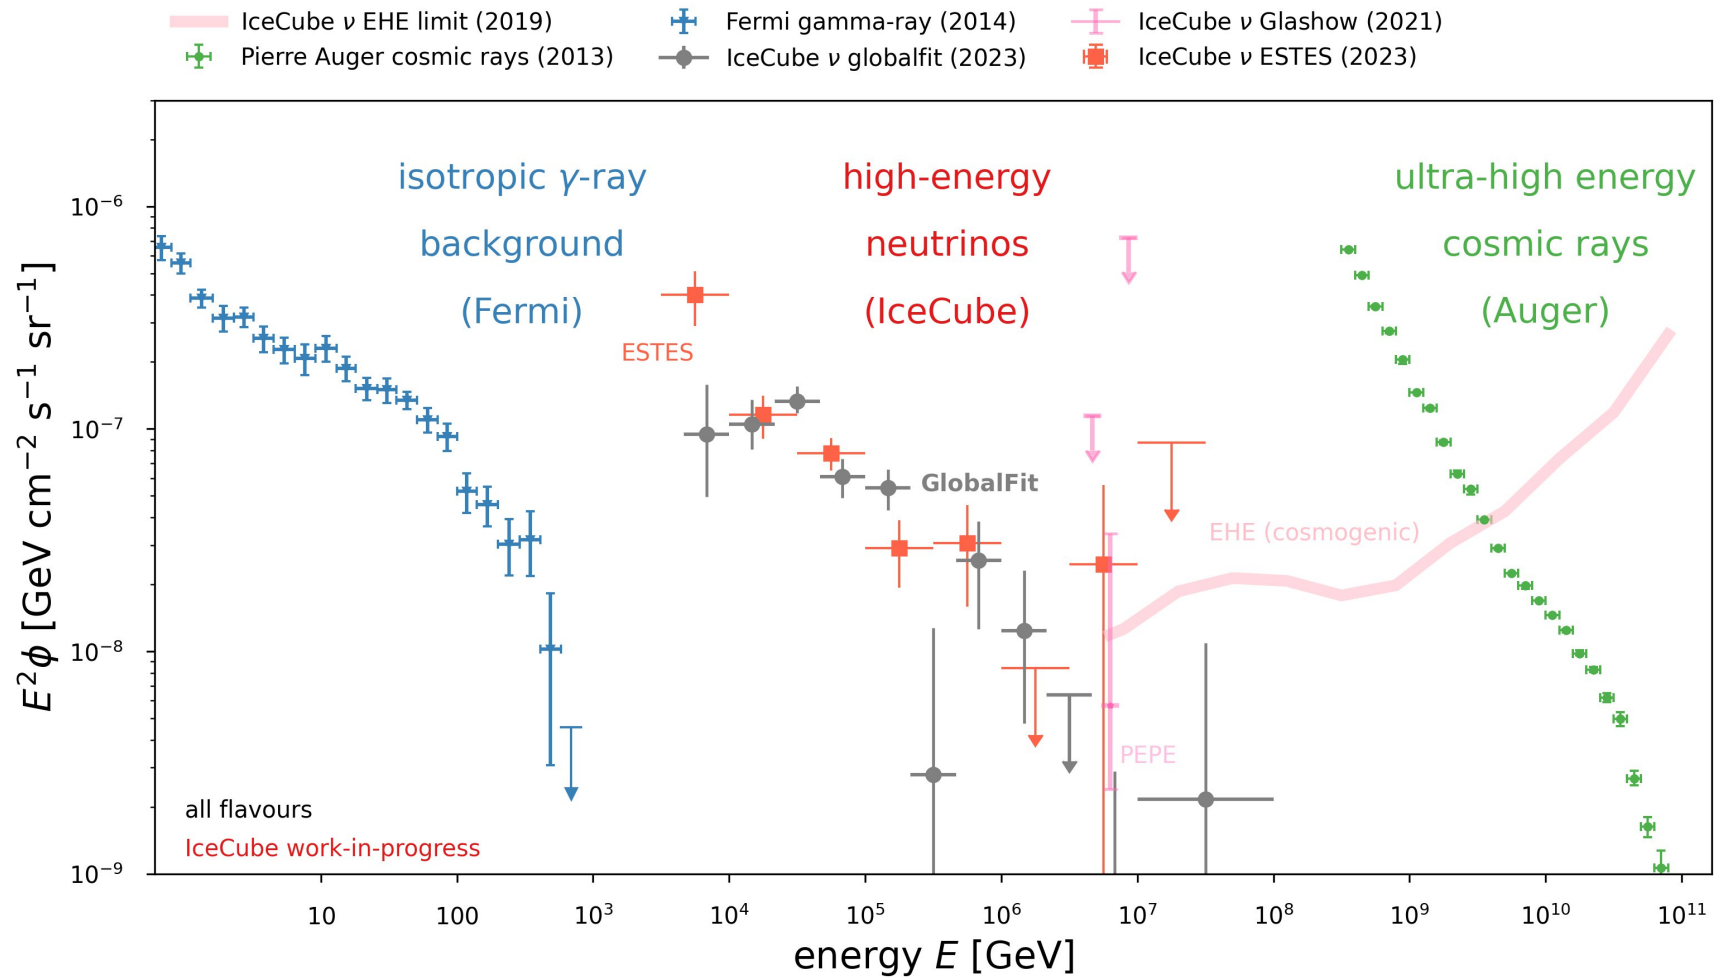 IceCube ν EHE limit (2019)
Pierre Auger cosmic rays (2013)
Fermi gamma-ray (2014)
IceCube ν globalfit (2023)
IceCube ν Glashow (2021)
IceCube ν ESTES (2023)
isotropic γ-ray
background
(Fermi)
high-energy
neutrinos
(IceCube)
ultra-high energy
cosmic rays
(Auger)
ESTES
GlobalFit
EHE (cosmogenic)
PEPE
all flavours
IceCube work-in-progress
E²ϕ [GeV cm⁻² s⁻¹ sr⁻¹]
10⁻⁶
10⁻⁷
10⁻⁸
10⁻⁹
10 100 10³ 10⁴ 10⁵ 10⁶ 10⁷ 10⁸ 10⁹ 10¹⁰ 10¹¹
energy E [GeV]